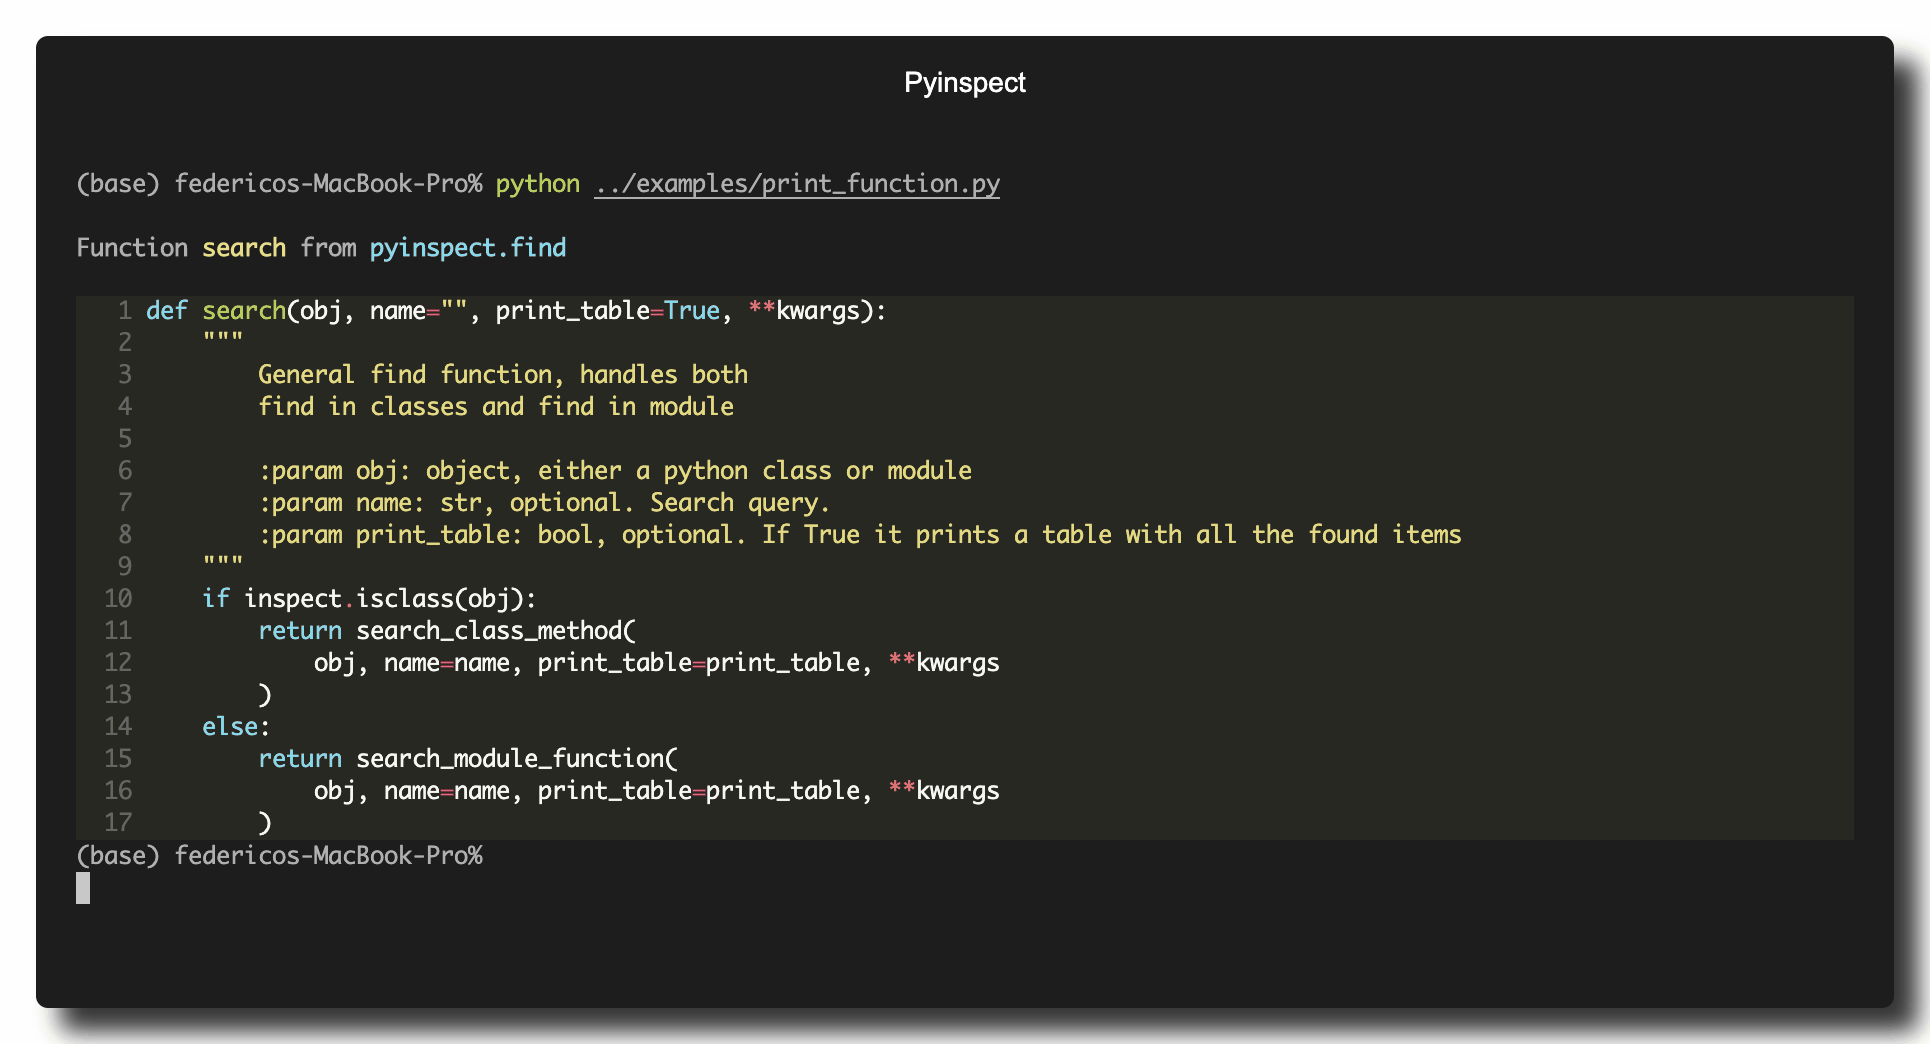 Pyinspect
(base) federicos-MacBook-Pro% python ../examples/print_function.py
Function search from pyinspect.find
1 def search(obj, name="", print_table=True, **kwargs):
2     """
3         General find function, handles both
4         find in classes and find in module
5
6         :param obj: object, either a python class or module
7         :param name: str, optional. Search query.
8         :param print_table: bool, optional. If True it prints a table with all the found items
9     """
10     if inspect.isclass(obj):
11         return search_class_method(
12             obj, name=name, print_table=print_table, **kwargs
13         )
14     else:
15         return search_module_function(
16             obj, name=name, print_table=print_table, **kwargs
17         )
(base) federicos-MacBook-Pro%